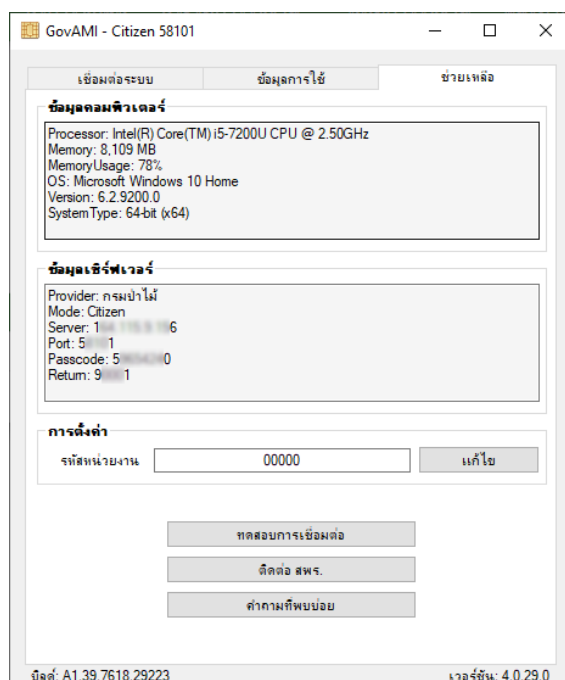 GovAMI - Citizen 58101
เชื่อมต่อระบบ ข้อมูลการใช้ ช่วยเหลือ
ข้อมูลคอมพิวเตอร์
Processor: Intel(R) Core(TM) i5-7200U CPU @ 2.50GHz
Memory: 8,109 MB
MemoryUsage: 78%
OS: Microsoft Windows 10 Home
Version: 6.2.9200.0
SystemType: 64-bit (x64)
ข้อมูลเซิร์ฟเวอร์
Provider: กรมป่าไม้
Mode: Citizen
Server:
Port:
Passcode:
Return:
การตั้งค่า
รหัสหน่วยงาน 00000 แก้ไข
ทดสอบการเชื่อมต่อ
ติดต่อ สพร.
คำถามที่พบบ่อย
บิลด์: A1.39.7618.29223 เวอร์ชัน: 4.0.29.0